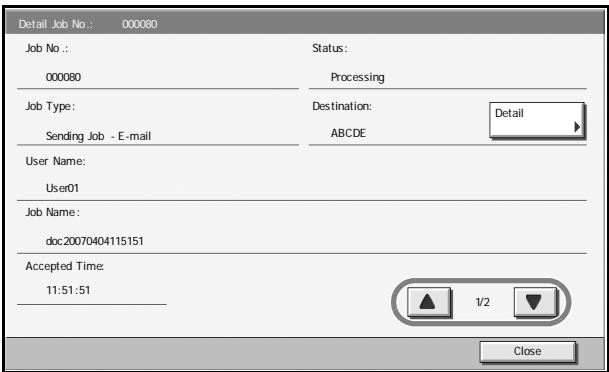 Detail Job No.: 000080
Job No.:
Status:
000080
Processing
Job Type:
Destination:
Detail
Sending Job - E-mail
ABCDE
User Name:
User01
Job Name:
doc20070404115151
Accepted Time:
11:51:51
1/2
Close